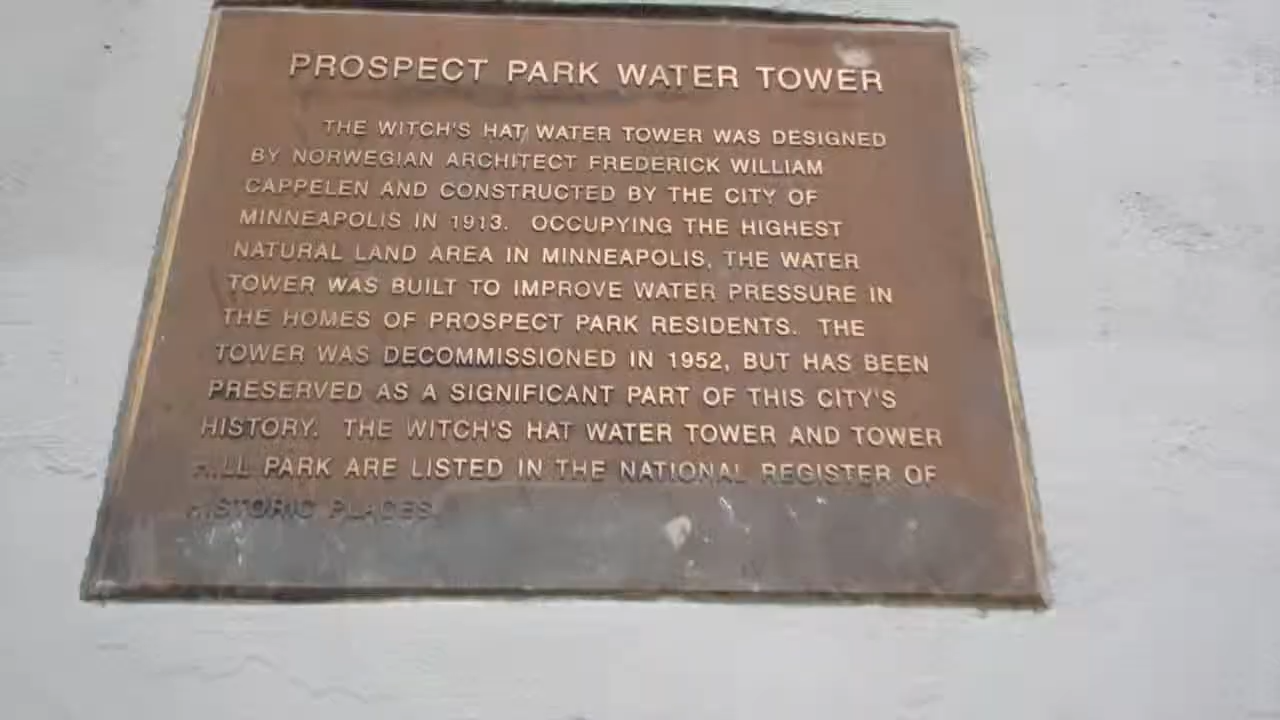 PROSPECT PARK WATER TOWER
THE WITCH'S HAT WATER TOWER WAS DESIGNED
BY NORWEGIAN ARCHITECT FREDERICK WILLIAM
CAPPELEN AND CONSTRUCTED BY THE CITY OF
MINNEAPOLIS IN 1913. OCCUPYING THE HIGHEST
NATURAL LAND AREA IN MINNEAPOLIS, THE WATER
TOWER WAS BUILT TO IMPROVE WATER PRESSURE IN
THE HOMES OF PROSPECT PARK RESIDENTS. THE
TOWER WAS DECOMMISSIONED IN 1952, BUT HAS BEEN
PRESERVED AS A SIGNIFICANT PART OF THIS CITY'S
HISTORY. THE WITCH'S HAT WATER TOWER AND TOWER
HILL PARK ARE LISTED IN THE NATIONAL REGISTER OF
HISTORIC PLACES.